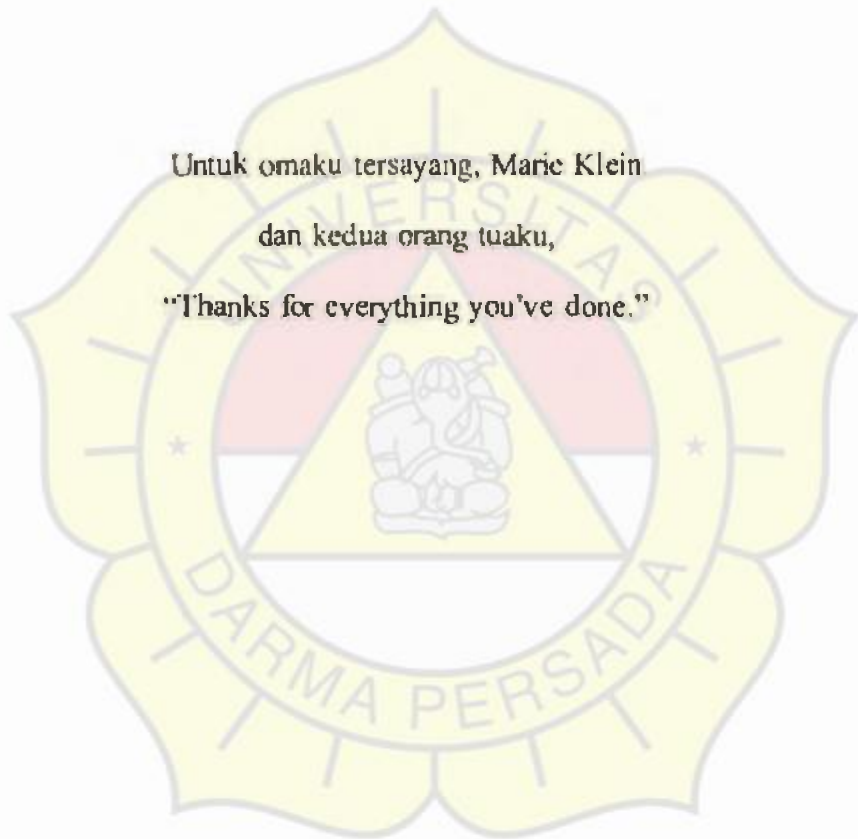 Untuk omaku tersayang, Marie Klein
dan kedua orang tuaku,
“Thanks for everything you've done.”
UNIVERSITAS
DARMA PERSADA